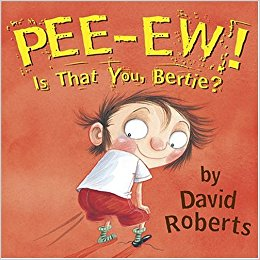 PEE-EW!
Is That You, Bertie?
by
David
Roberts